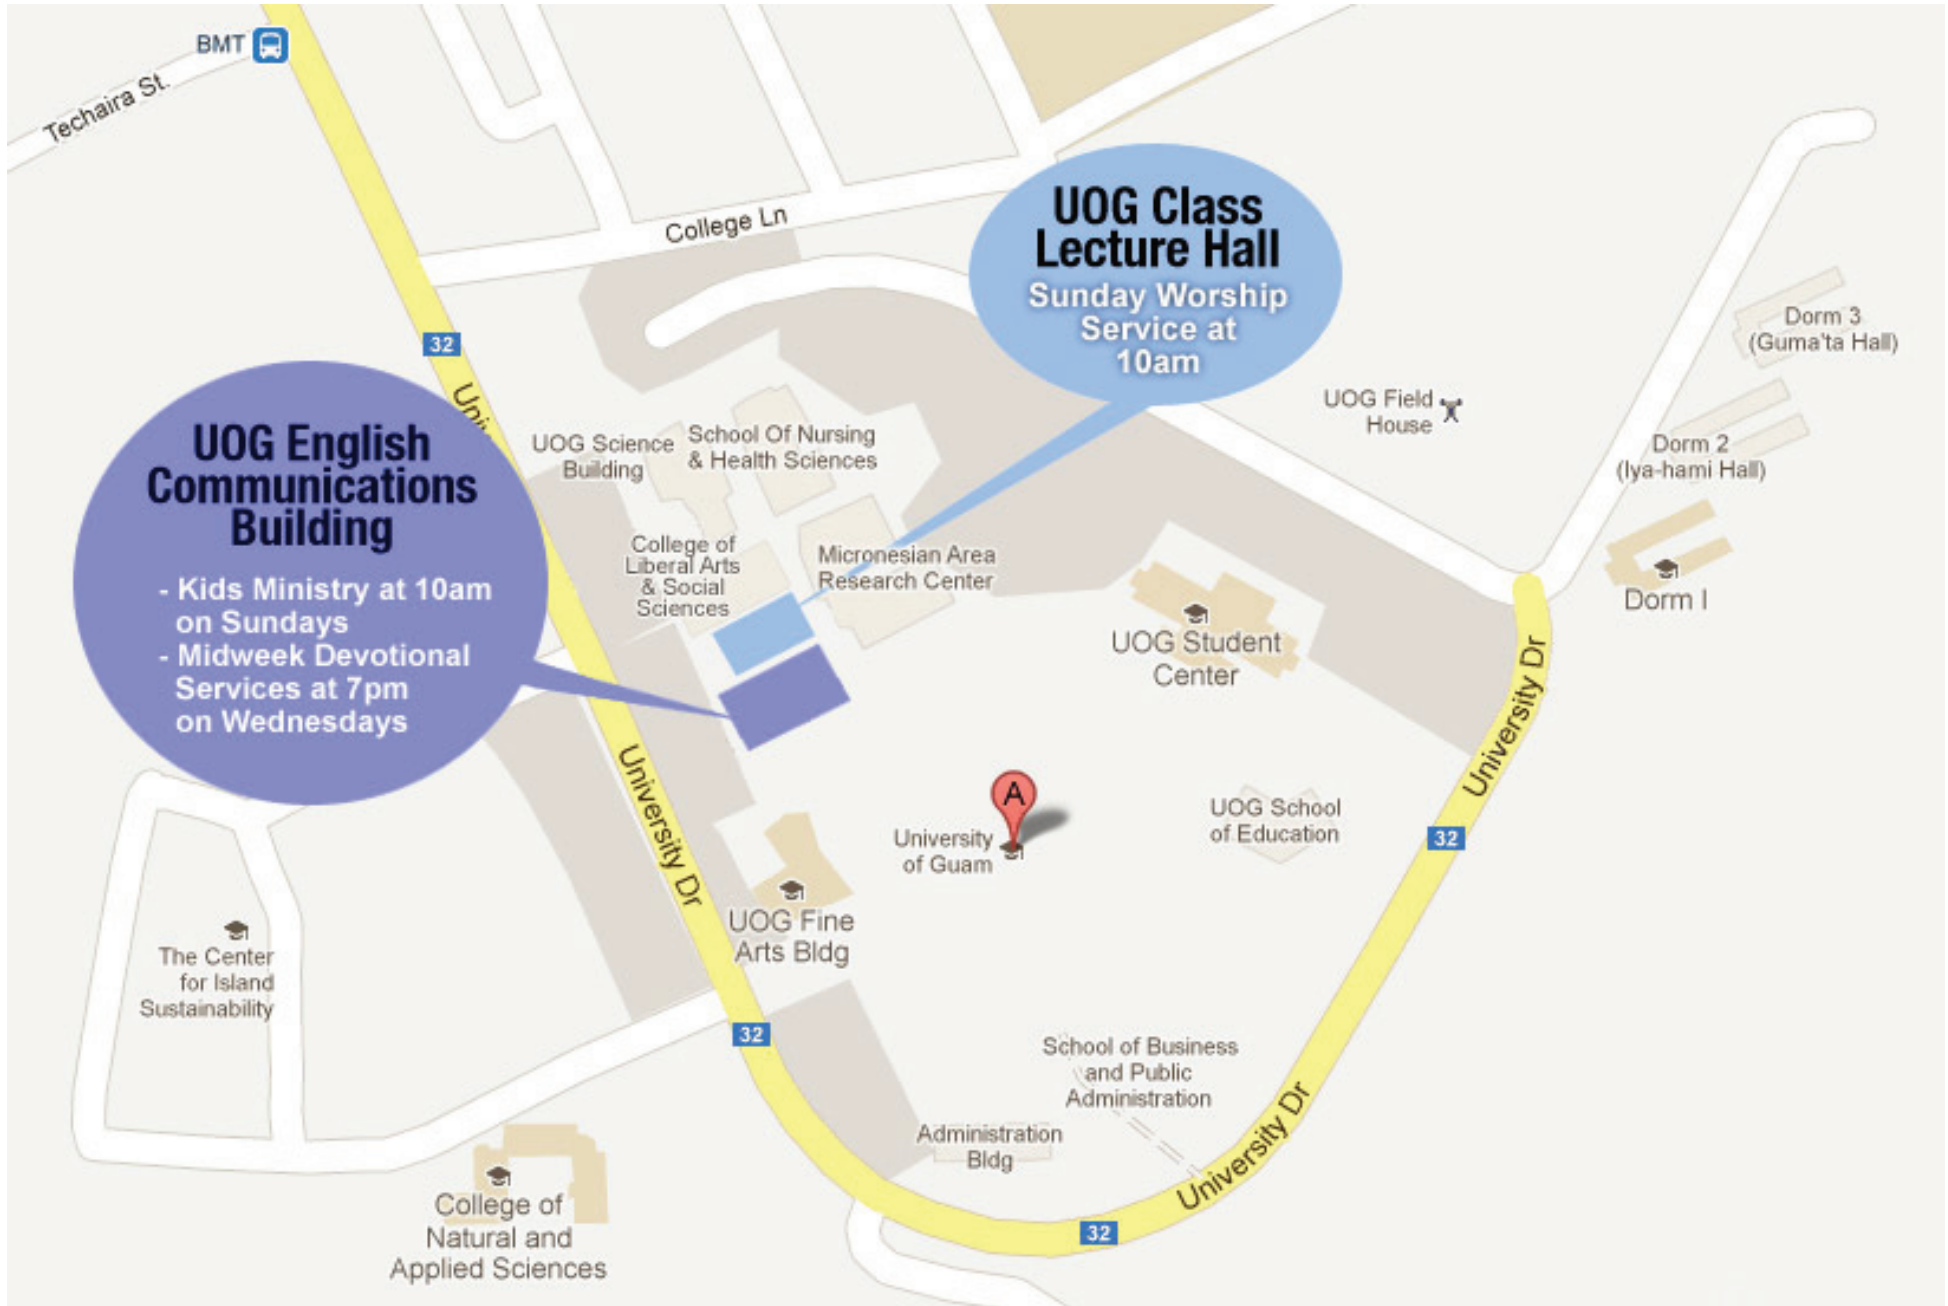 BMT
Techaira St.
College Ln
UOG Class
Lecture Hall
Sunday Worship
Service at
10am
Dorm 3
(Guma'ta Hall)
32
Univ
UOG Field
House
Dorm 2
(Iya-hami Hall)
UOG English
Communications
Building
- Kids Ministry at 10am
on Sundays
- Midweek Devotional
Services at 7pm
on Wednesdays
UOG Science
Building
School Of Nursing
& Health Sciences
College of
Liberal Arts
& Social
Sciences
Micronesian Area
Research Center
Dorm I
UOG Student
Center
University Dr
University Dr
A
University
of Guam
UOG School
of Education
32
UOG Fine
Arts Bldg
The Center
for Island
Sustainability
32
School of Business
and Public
Administration
Administration
Bldg
University Dr
College of
Natural and
Applied Sciences
32